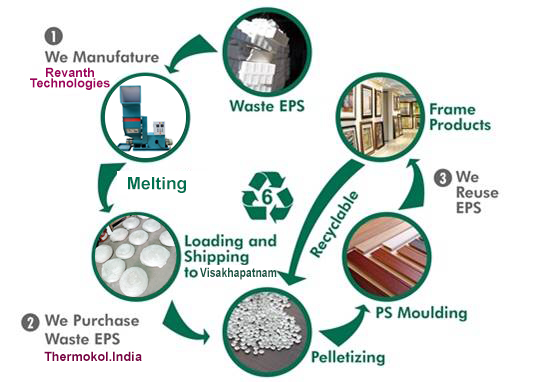 1
We Manufature
Revanth
Technologies
Waste EPS
Frame
Products
Melting
6
Recyclable
3 We
Reuse
EPS
Loading and
Shipping
to Visakhapatnam
2 We Purchase
Waste EPS
Thermokol.India
PS Moulding
Pelletizing